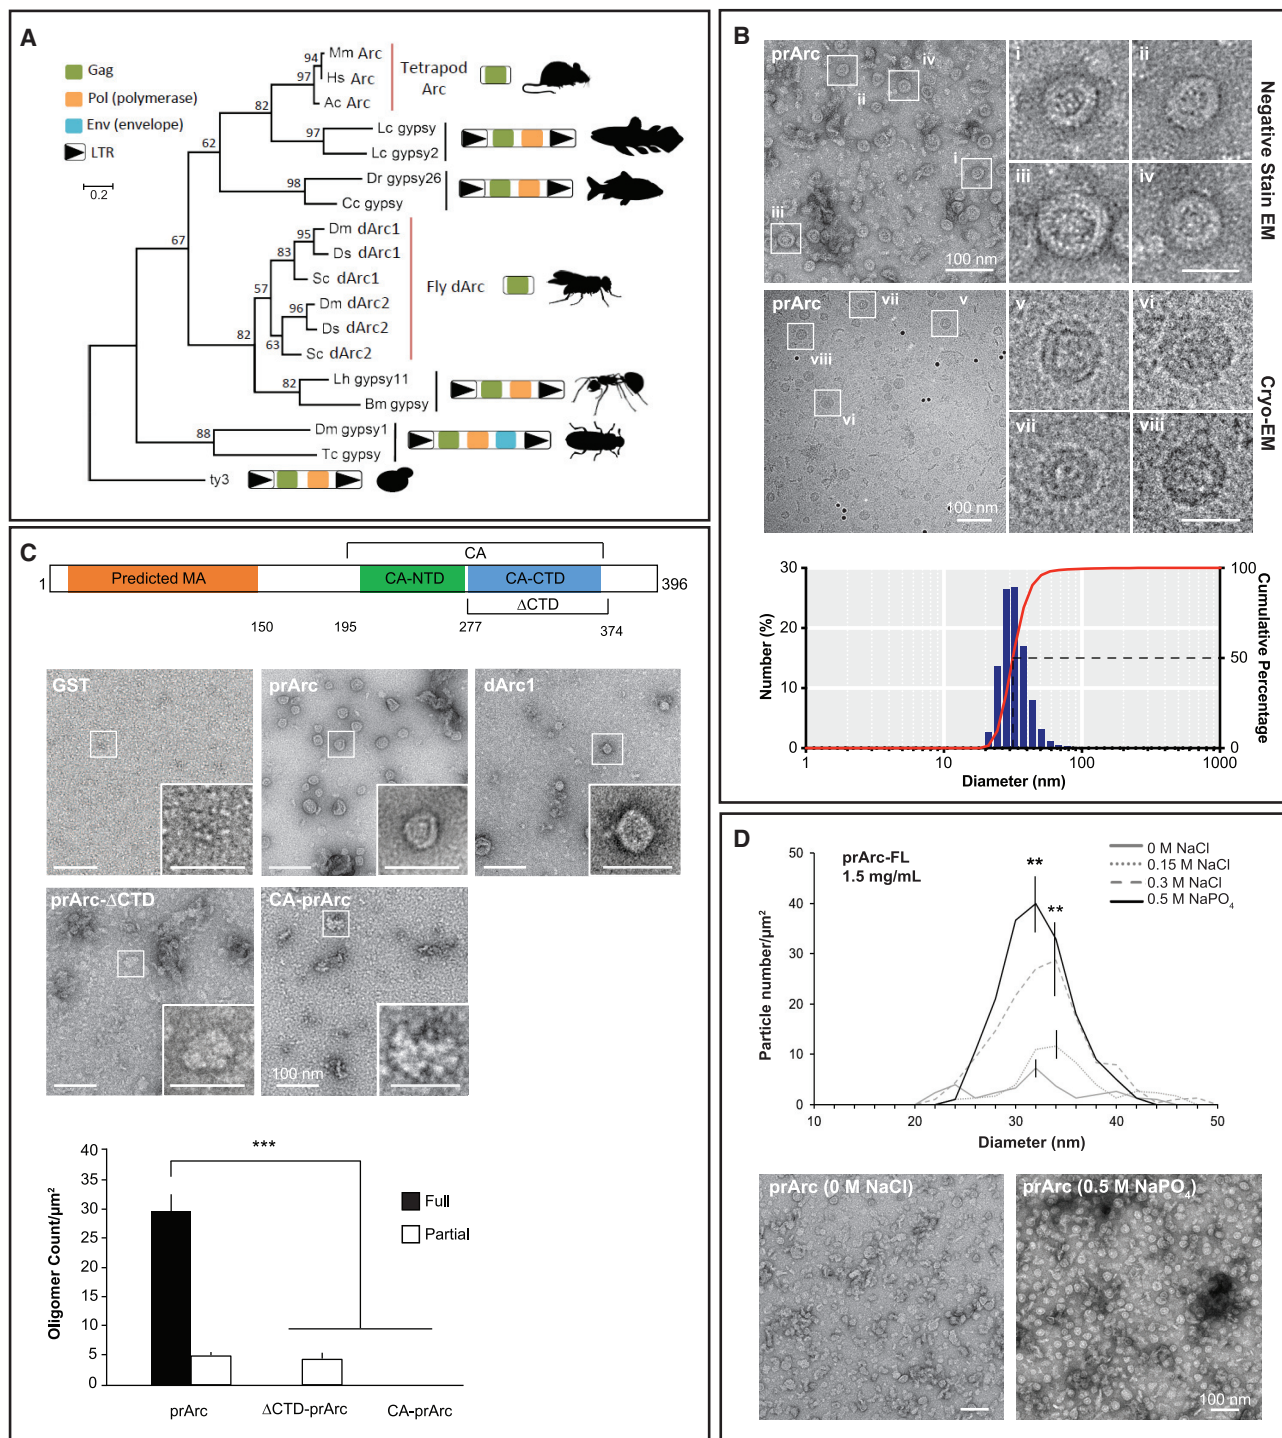 A
Gag
Pol (polymerase)
Env (envelope)
LTR
0.2
94
97
82
97
62
98
67
95
83
57
96
63
82
82
88
Mm Arc
Hs Arc
Ac Arc
Tetrapod
Arc
Lc gypsy
Lc gypsy2
Dr gypsy26
Cc gypsy
Dm dArc1
Ds dArc1
Sc dArc1
Fly dArc
Dm dArc2
Ds dArc2
Sc dArc2
Lh gypsy11
Bm gypsy
Dm gypsy1
Tc gypsy
ty3
B
prArc
iv
ii
i
iii
100 nm
i
ii
iii
iv
Negative Stain EM
prArc
vii
v
viii
vi
100 nm
v
vi
vii
viii
Cryo-EM
30
20
10
0
Number (%)
100
50
0
Cumulative Percentage
1
10
100
1000
Diameter (nm)
C
CA
1
Predicted MA
CA-NTD
CA-CTD
396
ΔCTD
150
195
277
374
GST
prArc
dArc1
prArc-ΔCTD
CA-prArc
100 nm
40
35
30
25
20
15
10
5
0
Oligomer Count/µm²
***
Full
Partial
prArc
ΔCTD-prArc
CA-prArc
D
prArc-FL
1.5 mg/mL
**
**
0 M NaCl
0.15 M NaCl
0.3 M NaCl
0.5 M NaPO₄
50
40
30
20
10
0
Particle number/µm²
10
20
30
40
50
Diameter (nm)
prArc (0 M NaCl)
prArc (0.5 M NaPO₄)
100 nm